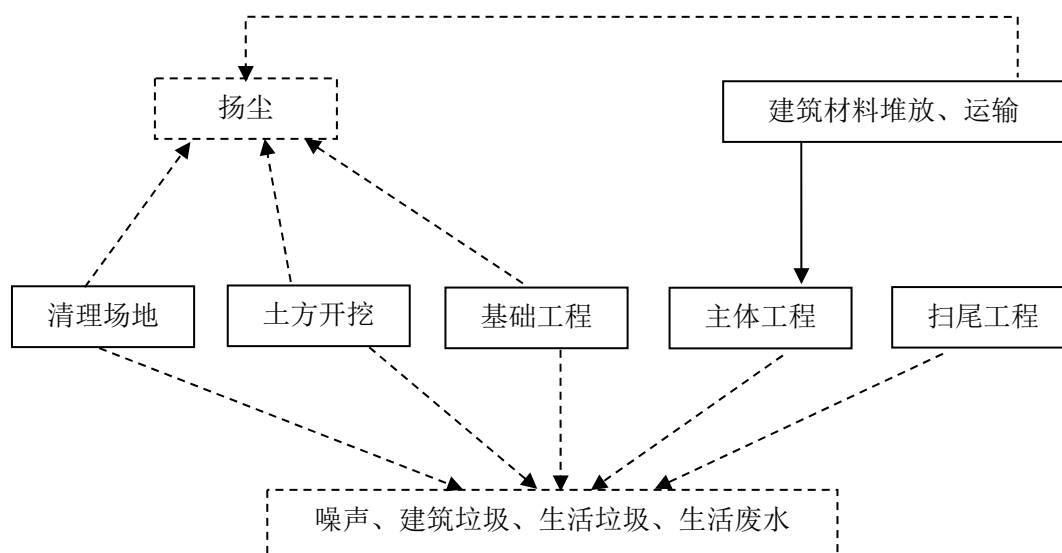 扬尘
建筑材料堆放、运输
清理场地
土方开挖
基础工程
主体工程
扫尾工程
噪声、建筑垃圾、生活垃圾、生活废水